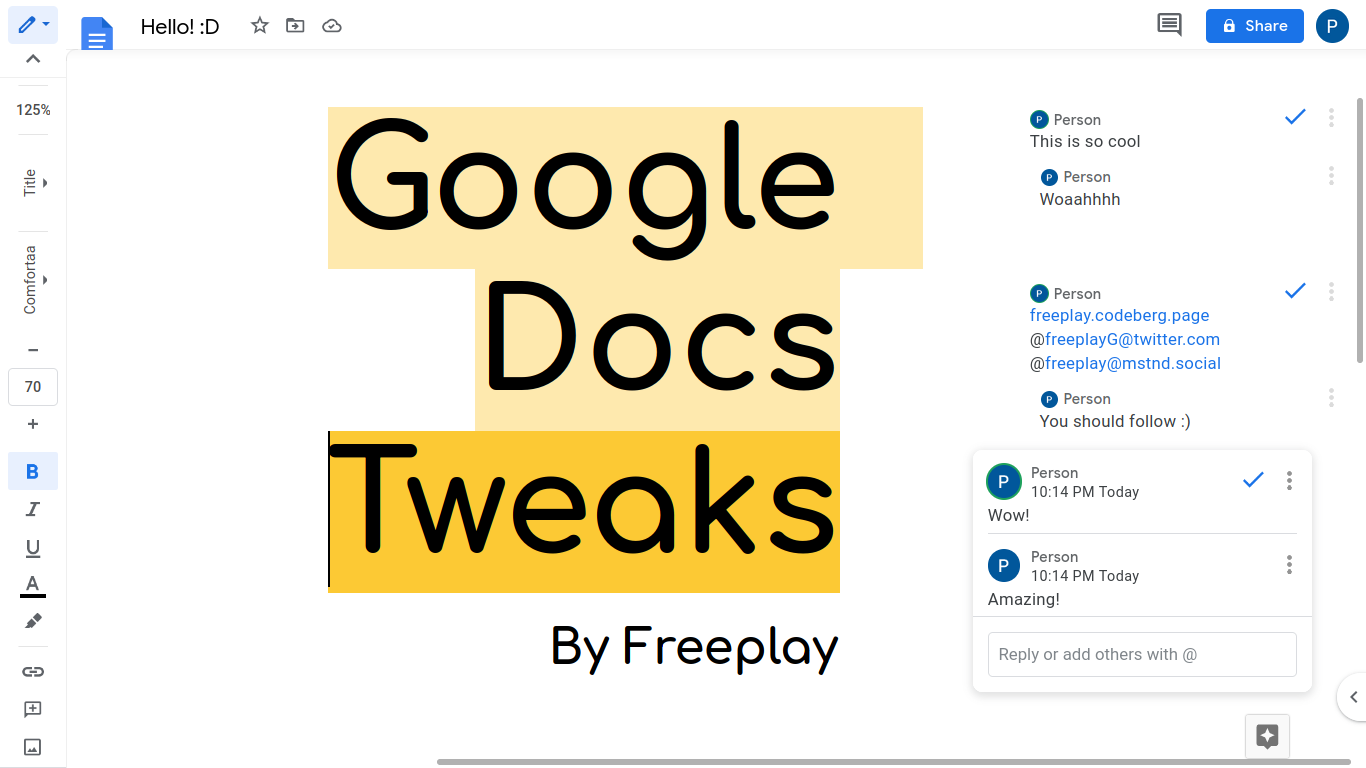 Hello! :D
Share
P
125%
Title
Comfortaa
70
B
I
U
A
Google
Docs
Tweaks
By Freeplay
P Person
This is so cool
P Person
Woaahhhh
P Person
freeplay.codeberg.page
@freeplayG@twitter.com
@freeplay@mstnd.social
P Person
You should follow :)
P Person
10:14 PM Today
Wow!
P Person
10:14 PM Today
Amazing!
Reply or add others with @